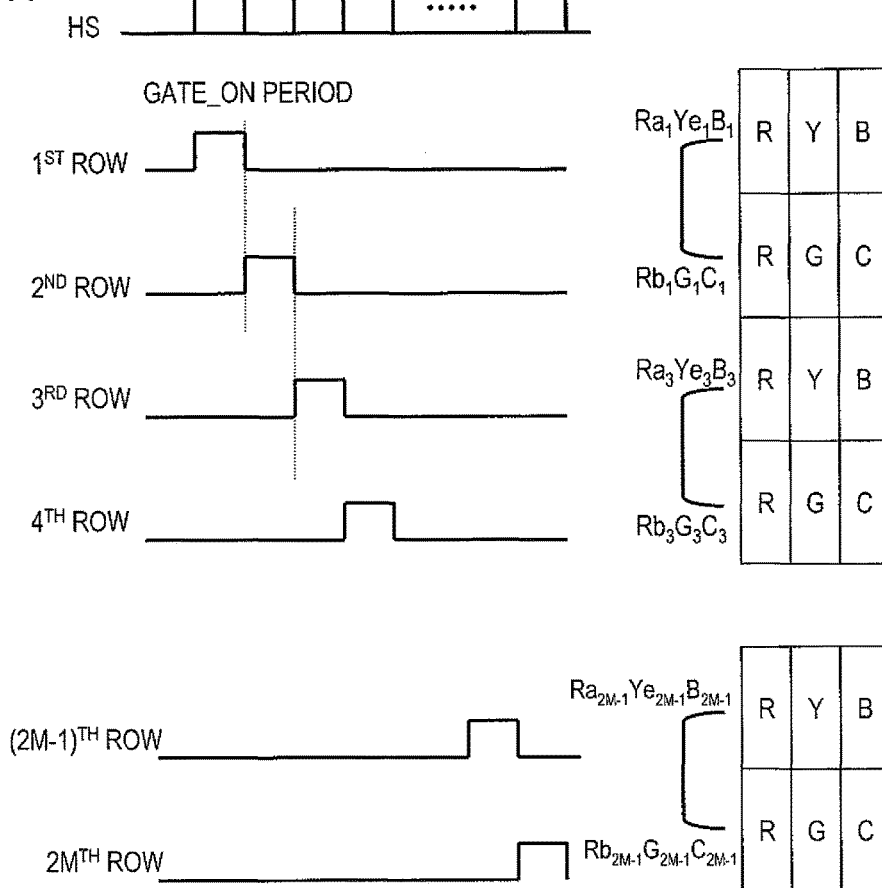 HS
.....
GATE_ON PERIOD
1ST ROW
Ra1Ye1B1
R Y B
2ND ROW
Rb1G1C1
R G C
3RD ROW
Ra3Ye3B3
R Y B
4TH ROW
Rb3G3C3
R G C
(2M-1)TH ROW
Ra2M-1Ye2M-1B2M-1
R Y B
2MTH ROW
Rb2M-1G2M-1C2M-1
R G C